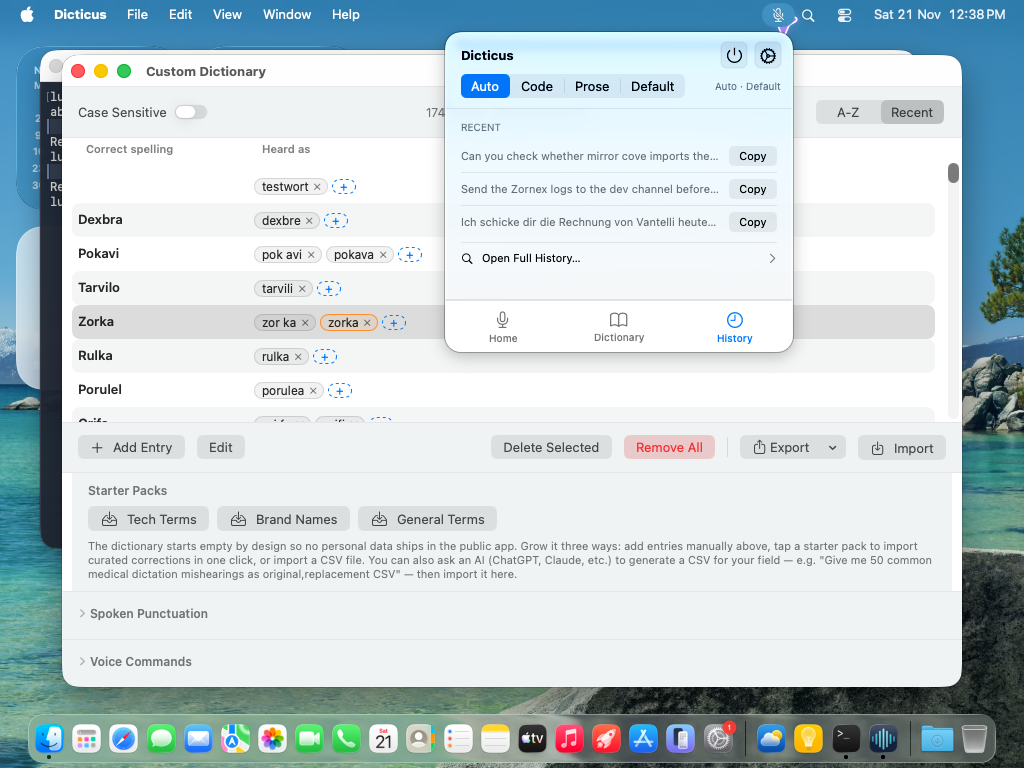 Dicticus File Edit View Window Help Sat 21 Nov 12:38 PM
Custom Dictionary
Case Sensitive 174 A-Z Recent
Correct spelling Heard as
testwort × +
Dexbra dexbre × +
Pokavi pok avi × pokava × +
Tarvilo tarvili × +
Zorka zor ka × zorka × +
Rulka rulka × +
Porulel porulea × +
+ Add Entry Edit Delete Selected Remove All Export Import
Starter Packs
Tech Terms Brand Names General Terms
The dictionary starts empty by design so no personal data ships in the public app. Grow it three ways: add entries manually above, tap a starter pack to import
curated corrections in one click, or import a CSV file. You can also ask an AI (ChatGPT, Claude, etc.) to generate a CSV for your field — e.g. "Give me 50 common
medical dictation mishearings as original,replacement CSV" — then import it here.
Spoken Punctuation
Voice Commands
Dicticus
Auto Code Prose Default Auto · Default
RECENT
Can you check whether mirror cove imports the... Copy
Send the Zornex logs to the dev channel before... Copy
Ich schicke dir die Rechnung von Vantelli heute... Copy
Open Full History...
Home Dictionary History
Sat
21
tv
1